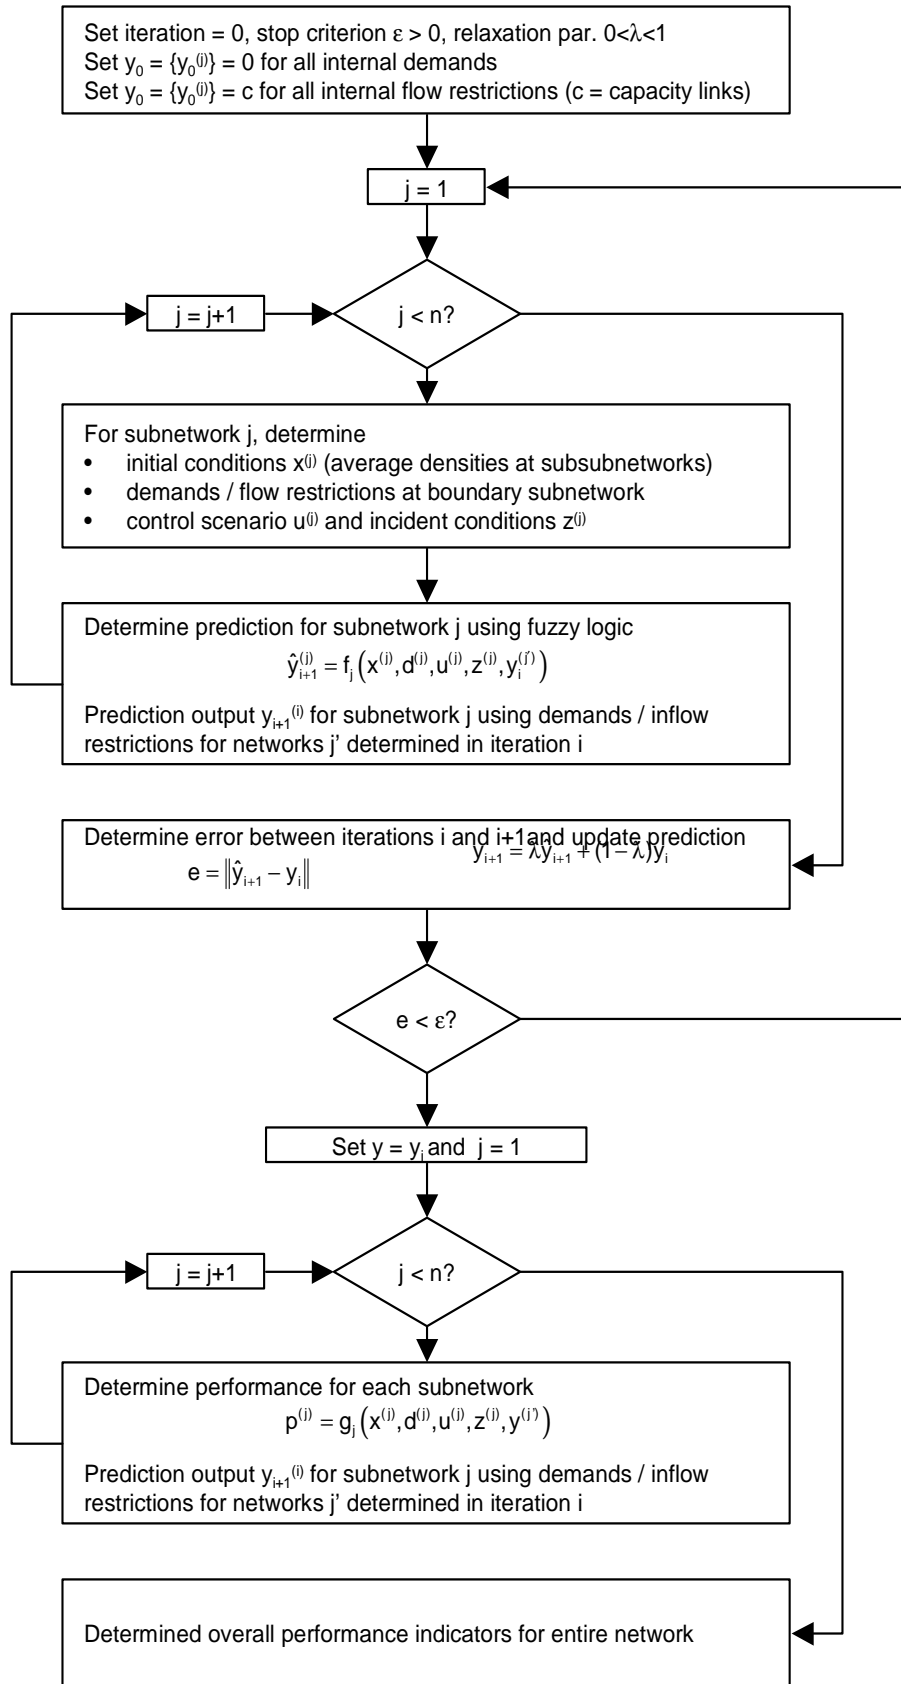 Set iteration = 0, stop criterion ε > 0, relaxation par. 0<λ<1
Set y₀ = {y₀⁽ʲ⁾} = 0 for all internal demands
Set y₀ = {y₀⁽ʲ⁾} = c for all internal flow restrictions (c = capacity links)
j = 1
j = j+1
j < n?
For subnetwork j, determine
• initial conditions x⁽ʲ⁾ (average densities at subsubnetworks)
• demands / flow restrictions at boundary subnetwork
• control scenario u⁽ʲ⁾ and incident conditions z⁽ʲ⁾
Determine prediction for subnetwork j using fuzzy logic
ŷᵢ₊₁⁽ʲ⁾ = fⱼ(x⁽ʲ⁾,d⁽ʲ⁾,u⁽ʲ⁾,z⁽ʲ⁾,yᵢ⁽ʲ'⁾)
Prediction output yᵢ₊₁⁽ⁱ⁾ for subnetwork j using demands / inflow
restrictions for networks j' determined in iteration i
Determine error between iterations i and i+1and update prediction
yᵢ₊₁ = λŷᵢ₊₁ + (1 − λ)yᵢ
e = ‖ŷᵢ₊₁ − yᵢ‖
e < ε?
Set y = yᵢ and j = 1
j = j+1
j < n?
Determine performance for each subnetwork
p⁽ʲ⁾ = gⱼ(x⁽ʲ⁾,d⁽ʲ⁾,u⁽ʲ⁾,z⁽ʲ⁾,y⁽ʲ'⁾)
Prediction output yᵢ₊₁⁽ⁱ⁾ for subnetwork j using demands / inflow
restrictions for networks j' determined in iteration i
Determined overall performance indicators for entire network